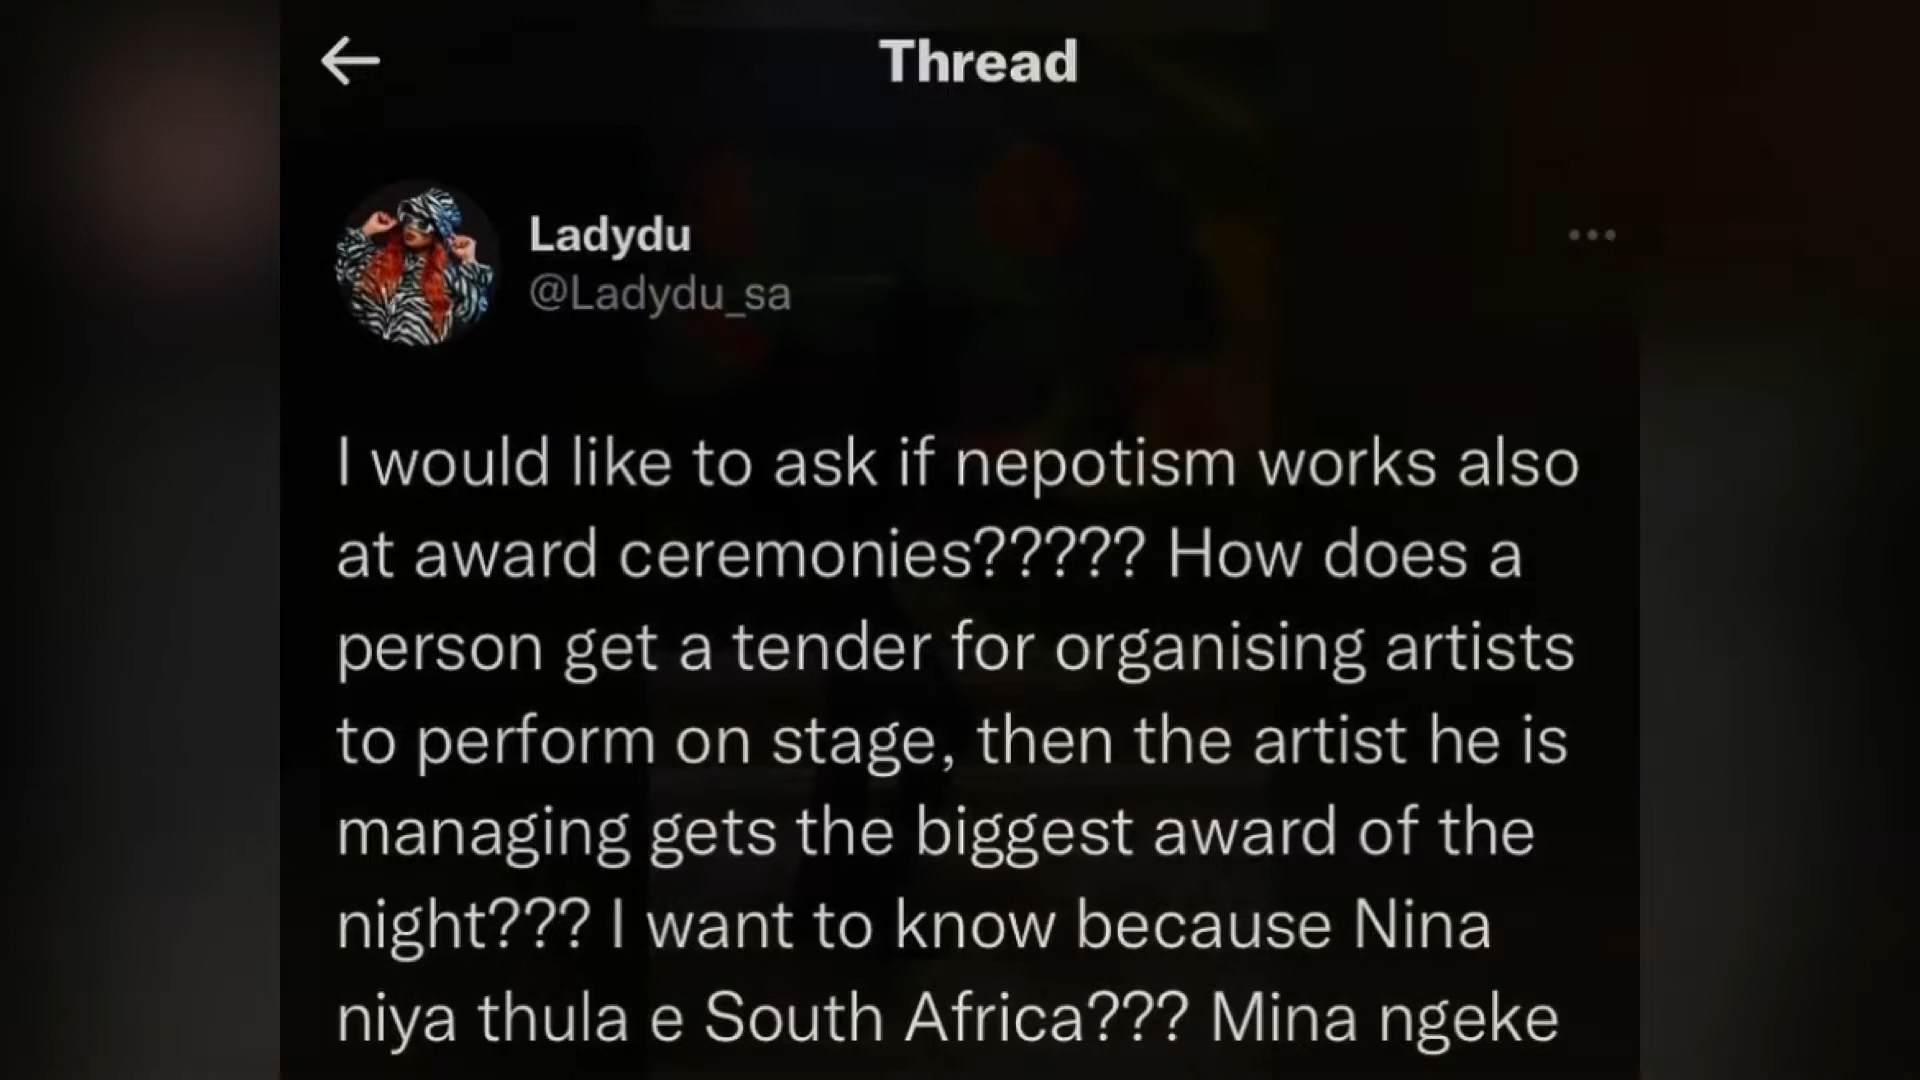 Thread
Ladydu
@Ladydu_sa
I would like to ask if nepotism works also
at award ceremonies????? How does a
person get a tender for organising artists
to perform on stage, then the artist he is
managing gets the biggest award of the
night??? I want to know because Nina
niya thula e South Africa??? Mina ngeke